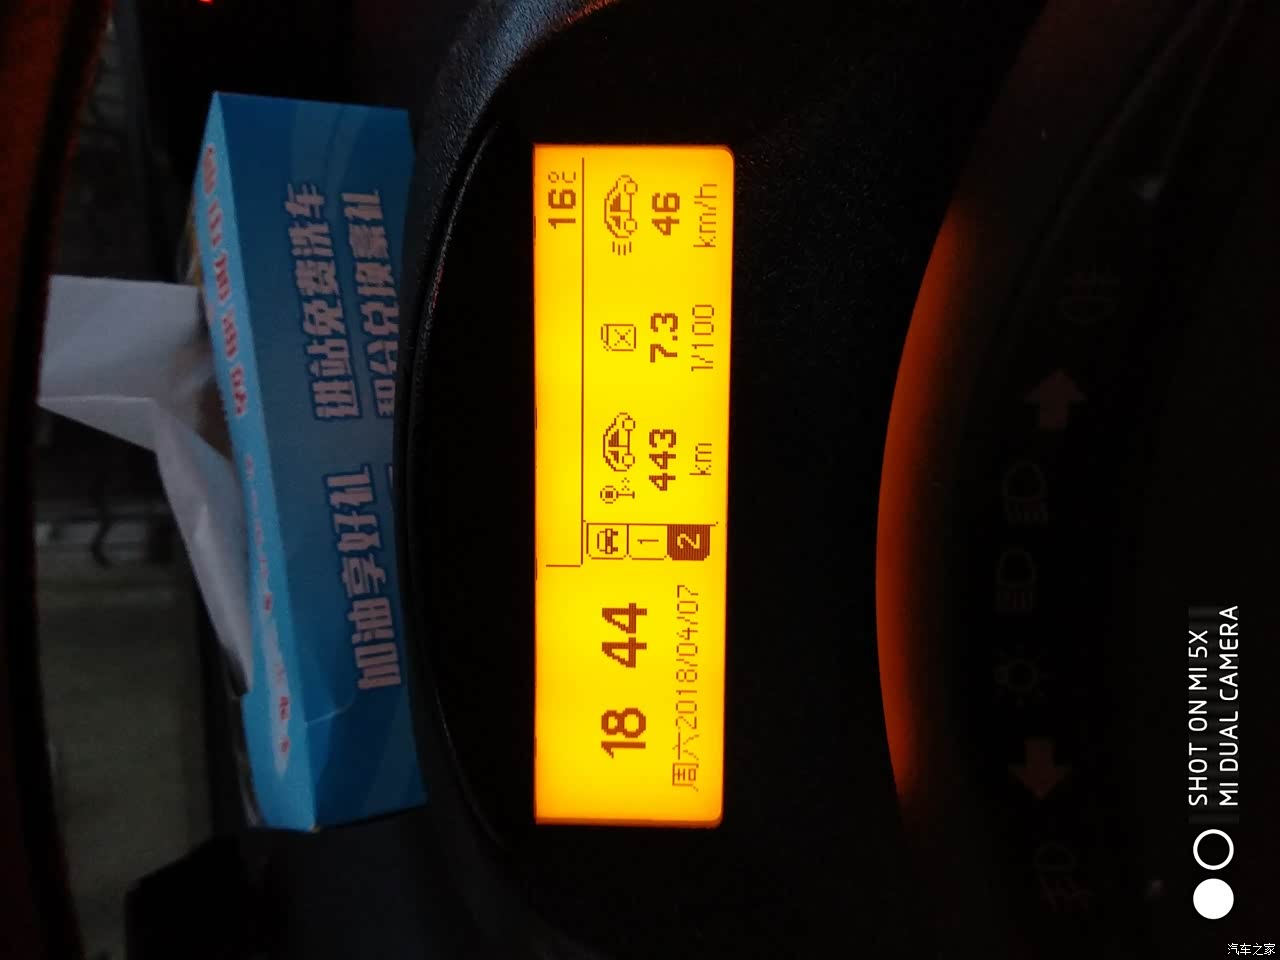 16℃
46
km/h
7.3
l/100
443
km
1
2
18 44
周六2018/04/07
进站免费洗车
积分兑换豪礼
加油享好礼
SHOT ON MI 5X
MI DUAL CAMERA
汽车之家